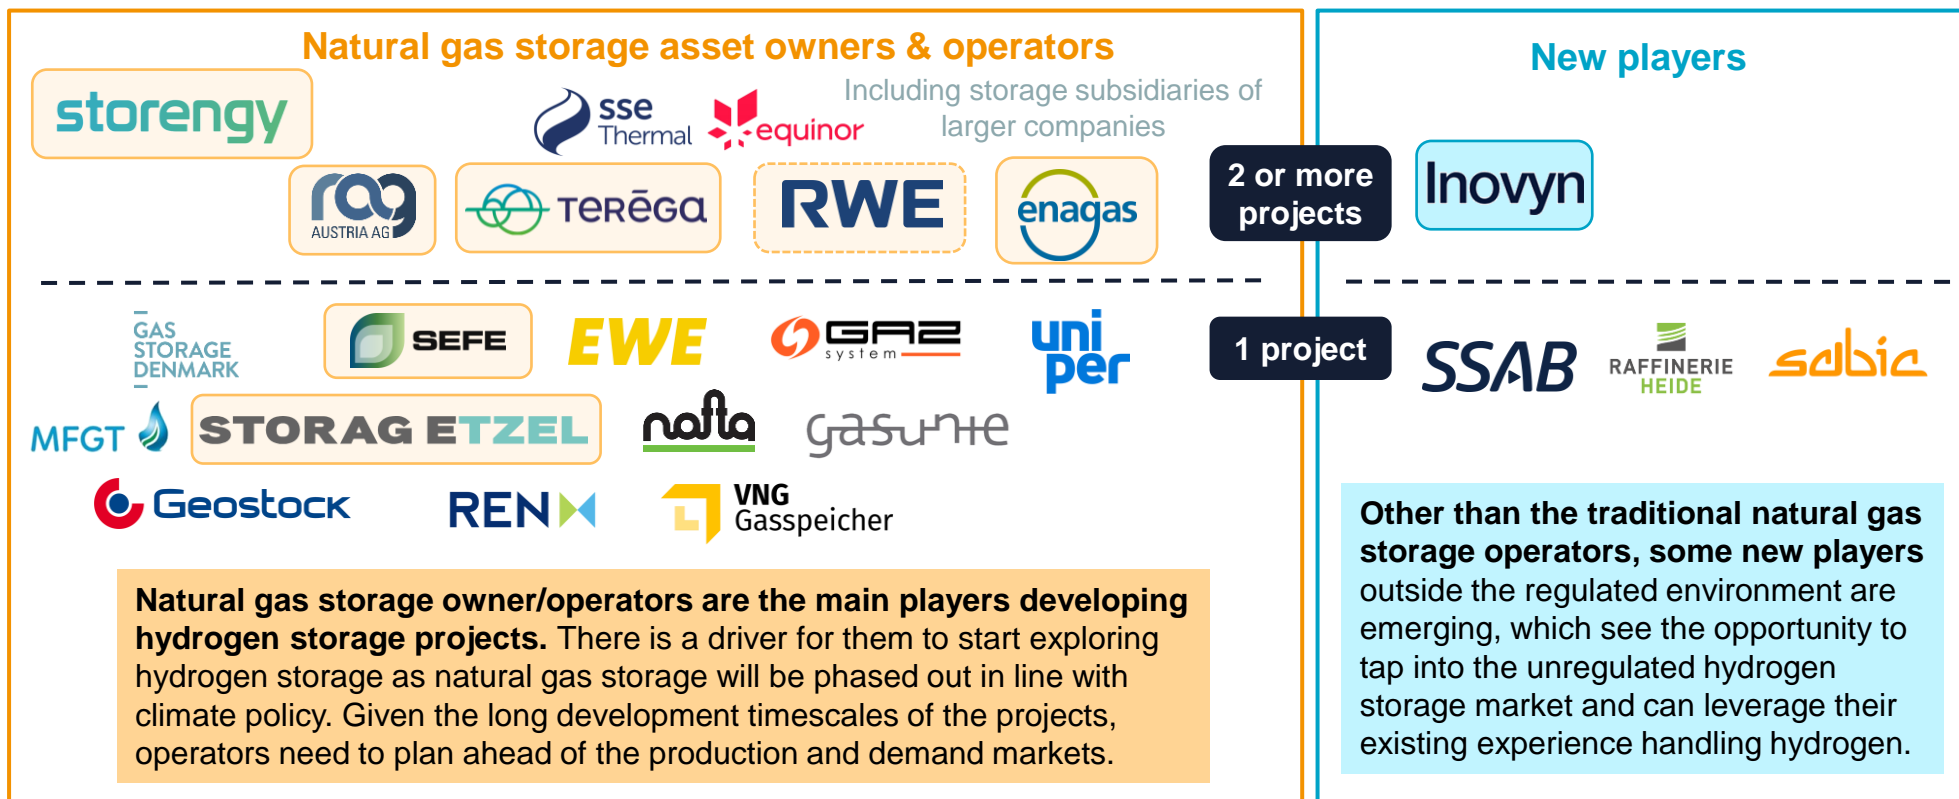 Natural gas storage asset owners & operators
storengy
sse
Thermal
equinor
Including storage subsidiaries of
larger companies
rag
AUSTRIA AG
TERĒGA
RWE
enagas
2 or more
projects
GAS
STORAGE
DENMARK
SEFE
EWE
GAZ
system
uni
per
1 project
MFGT
STORAG ETZEL
nafta
gasunie
Geostock
REN
VNG
Gasspeicher
Natural gas storage owner/operators are the main players developing
hydrogen storage projects. There is a driver for them to start exploring
hydrogen storage as natural gas storage will be phased out in line with
climate policy. Given the long development timescales of the projects,
operators need to plan ahead of the production and demand markets.
New players
Inovyn
SSAB
RAFFINERIE
HEIDE
sabic
Other than the traditional natural gas
storage operators, some new players
outside the regulated environment are
emerging, which see the opportunity to
tap into the unregulated hydrogen
storage market and can leverage their
existing experience handling hydrogen.